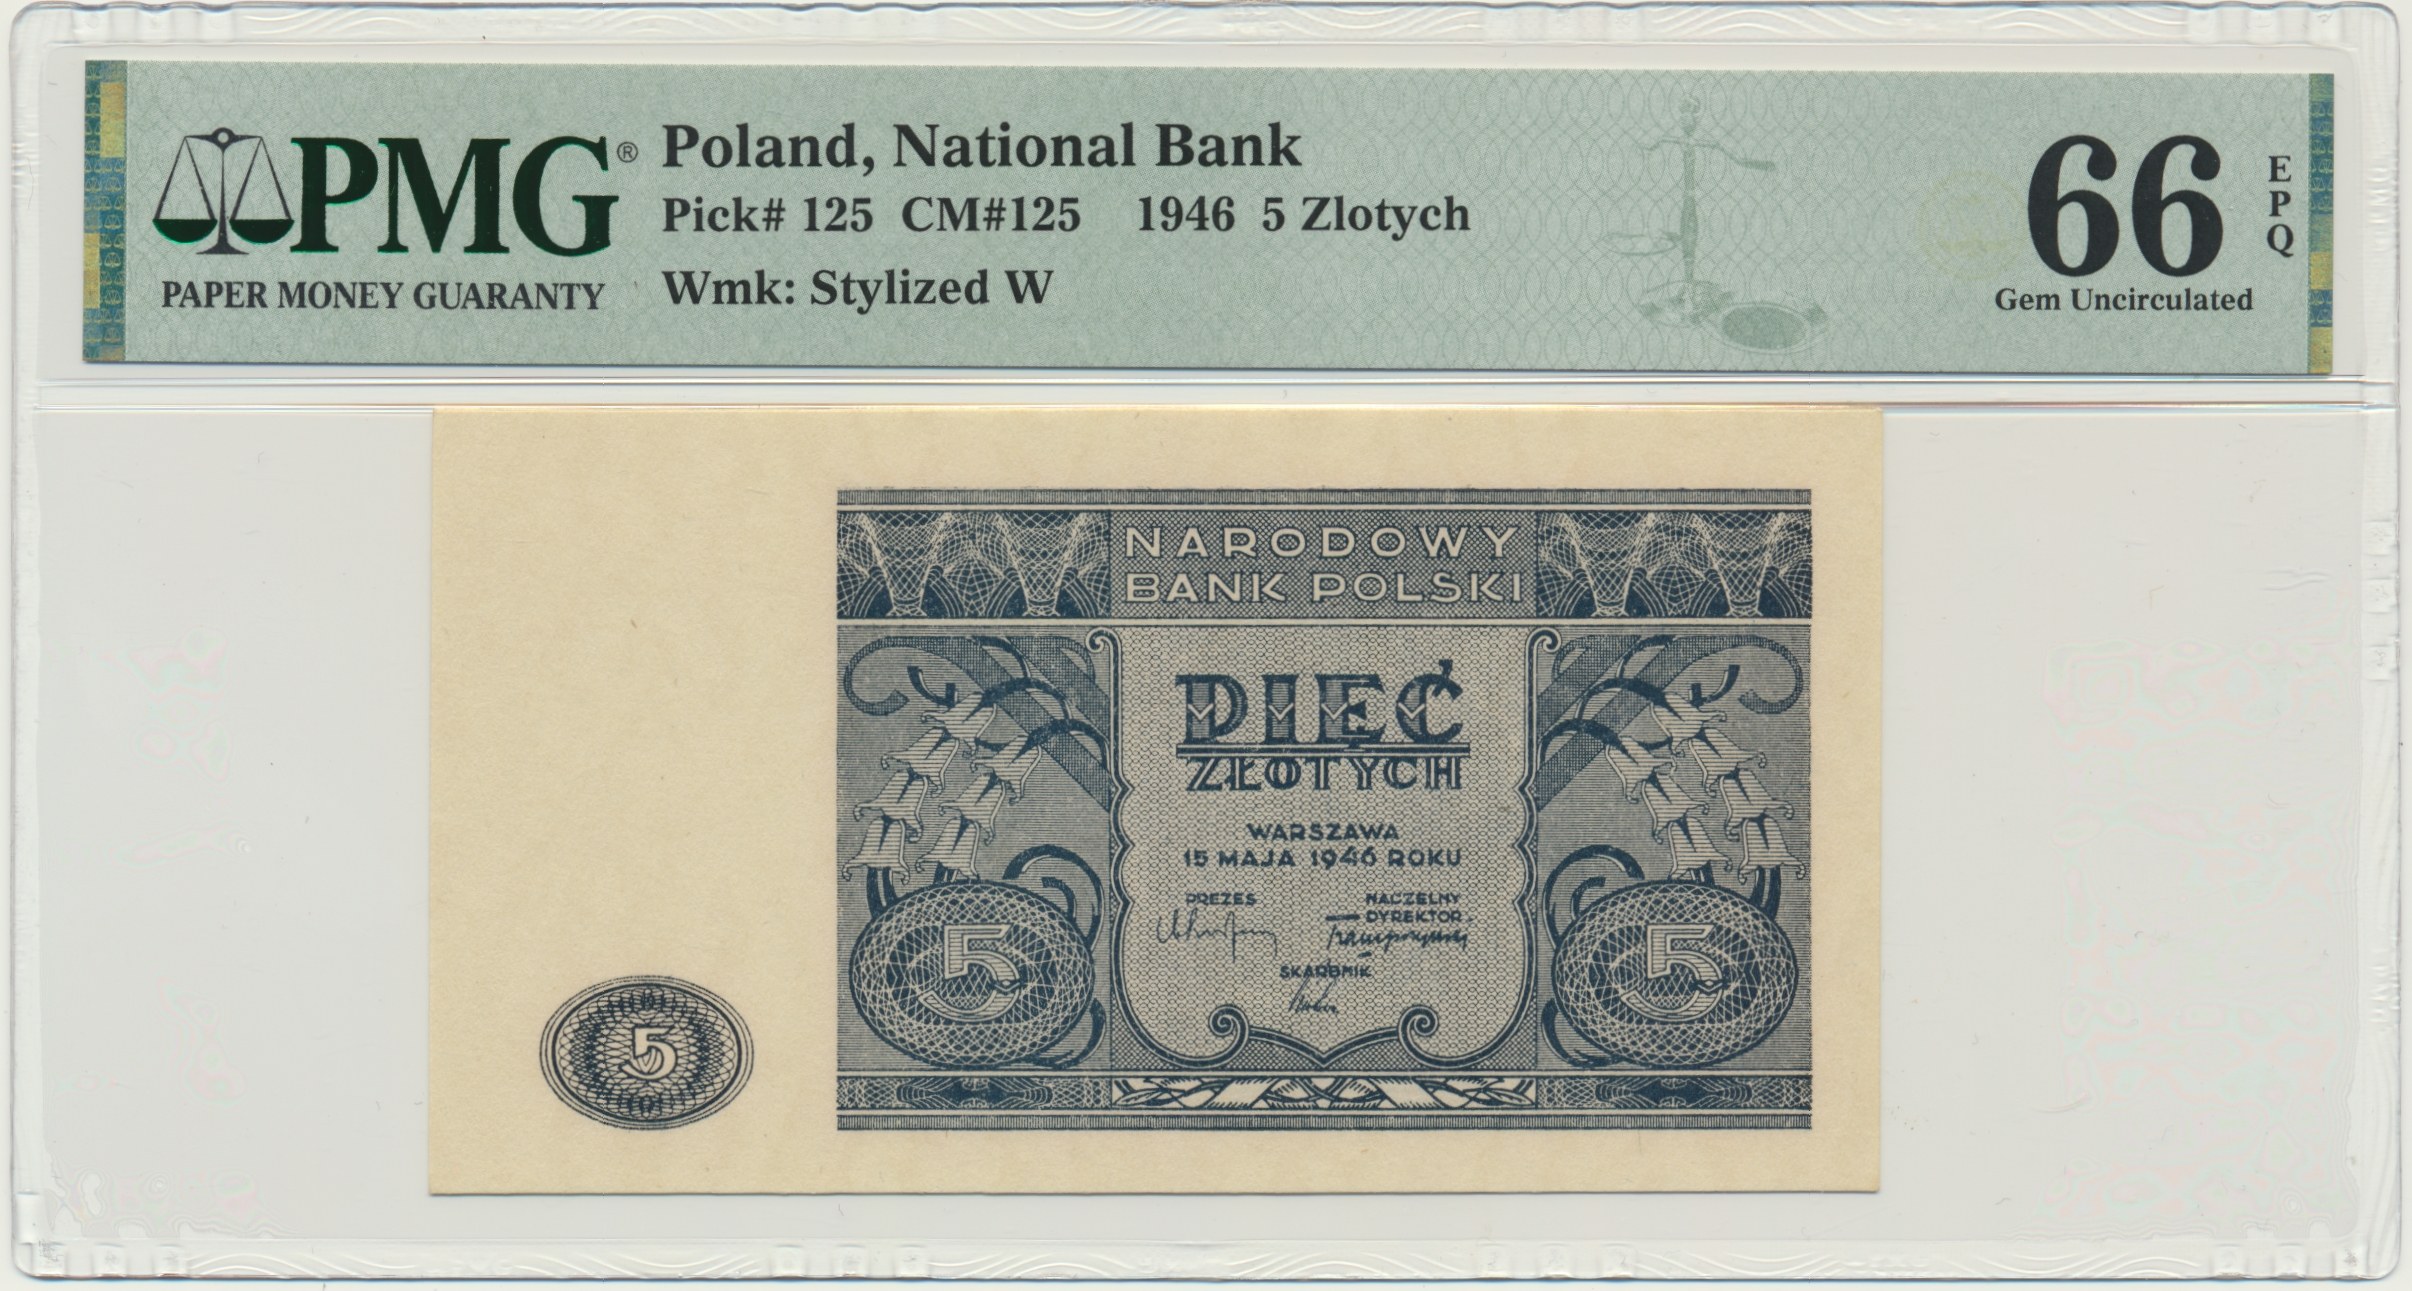 PMG®
PAPER MONEY GUARANTY
Poland, National Bank
Pick# 125 CM#125 1946 5 Zlotych
Wmk: Stylized W
66
EPQ
Gem Uncirculated
NARODOWY
BANK POLSKI
PIĘĆ
ZŁOTYCH
WARSZAWA
15 MAJA 1946 ROKU
PREZES
NACZELNY
DYREKTOR
SKARBNIK
5
5
5